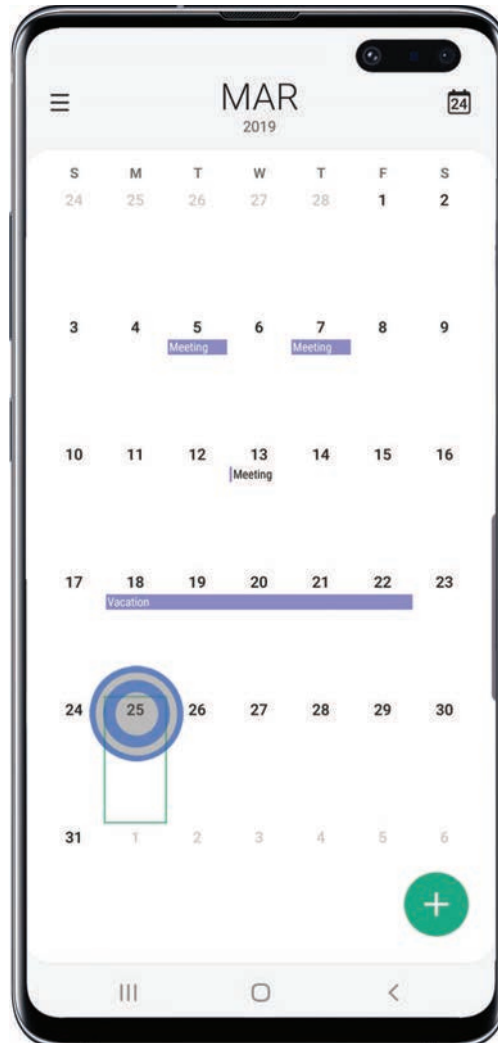 MAR
24
2019
S M T W T F S
24 25 26 27 28 1 2
3 4 5 6 7 8 9
Meeting Meeting
10 11 12 13 14 15 16
Meeting
17 18 19 20 21 22 23
Vacation
24 25 26 27 28 29 30
31 1 2 3 4 5 6